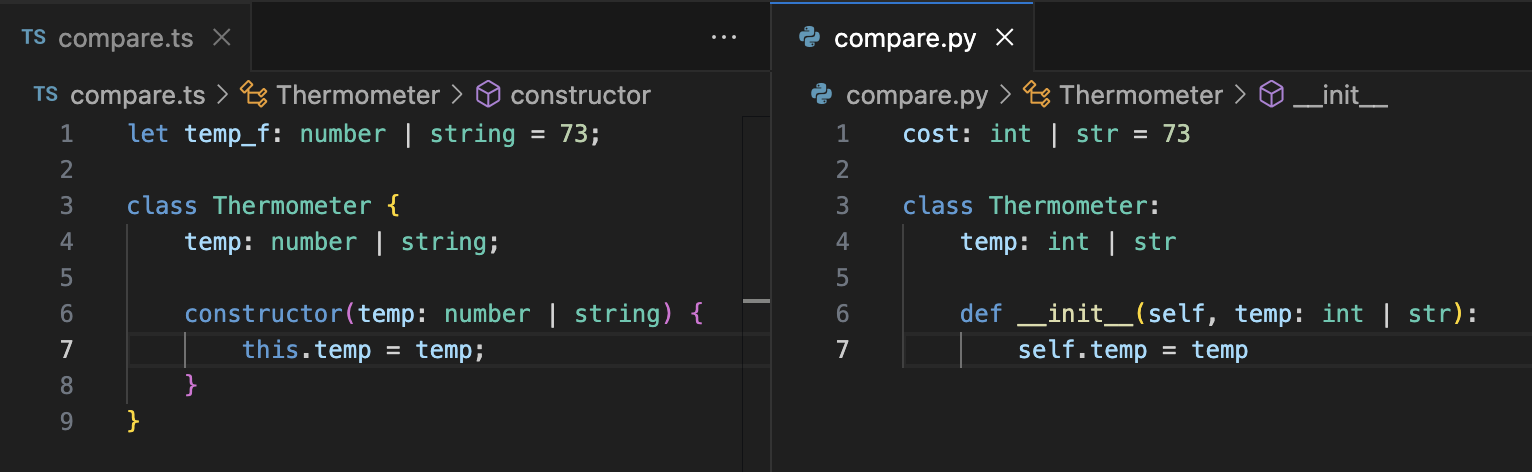 TS compare.ts
TS compare.ts > Thermometer > constructor
1 let temp_f: number | string = 73;
2
3 class Thermometer {
4     temp: number | string;
5
6     constructor(temp: number | string) {
7         this.temp = temp;
8     }
9 }
compare.py
compare.py > Thermometer > __init__
1 cost: int | str = 73
2
3 class Thermometer:
4     temp: int | str
5
6     def __init__(self, temp: int | str):
7         self.temp = temp